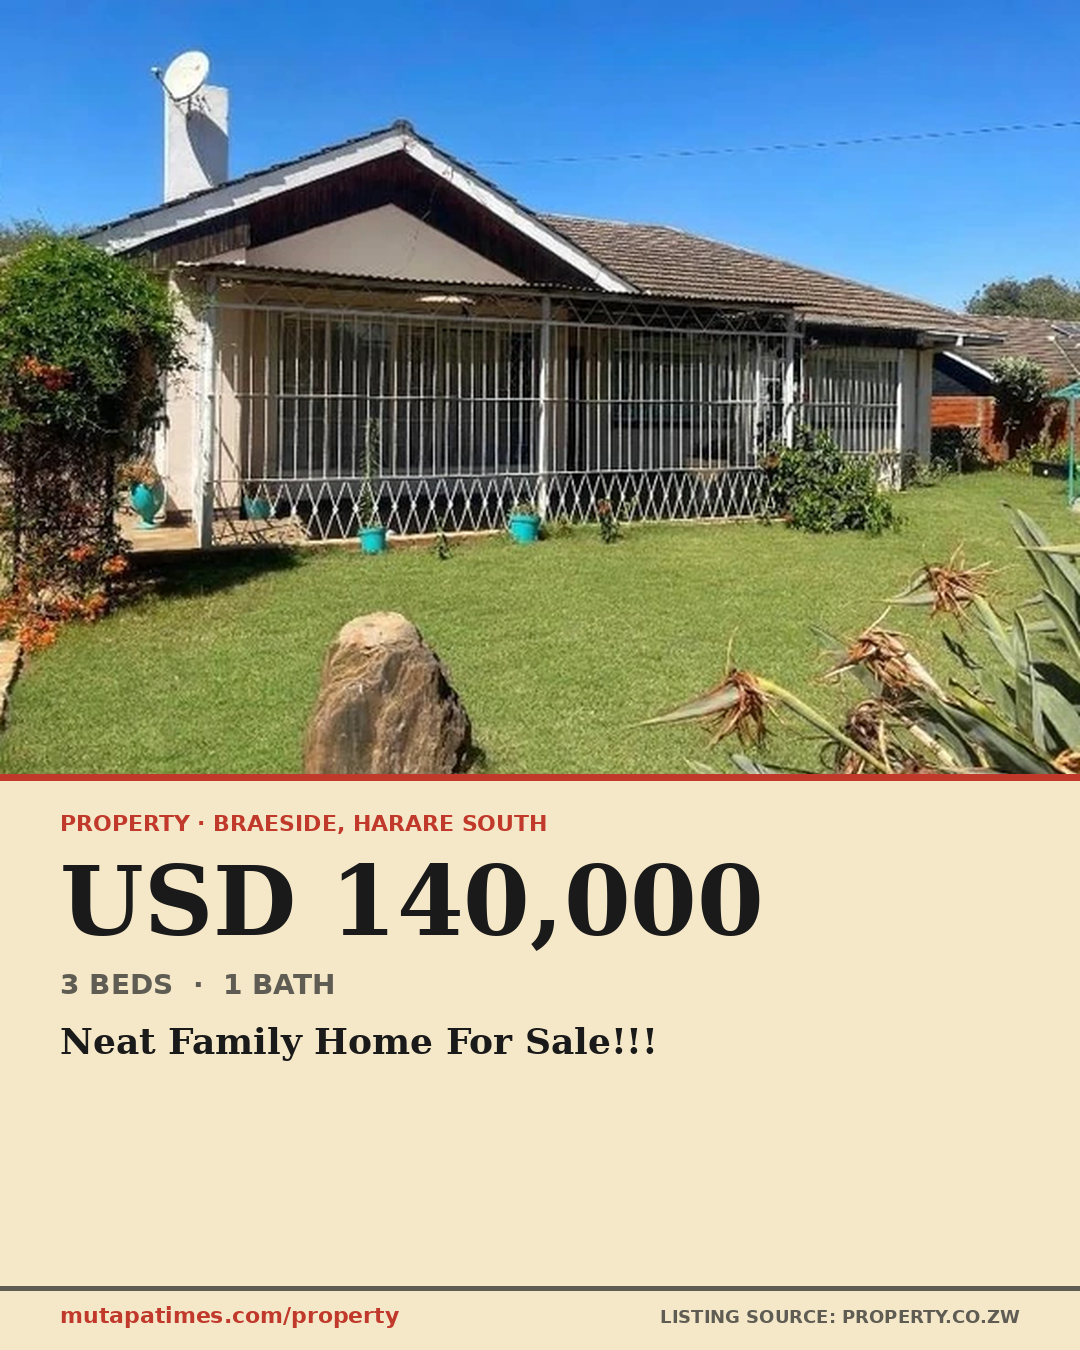 PROPERTY · BRAESIDE, HARARE SOUTH
USD 140,000
3 BEDS · 1 BATH
Neat Family Home For Sale!!!
mutapatimes.com/property
LISTING SOURCE: PROPERTY.CO.ZW